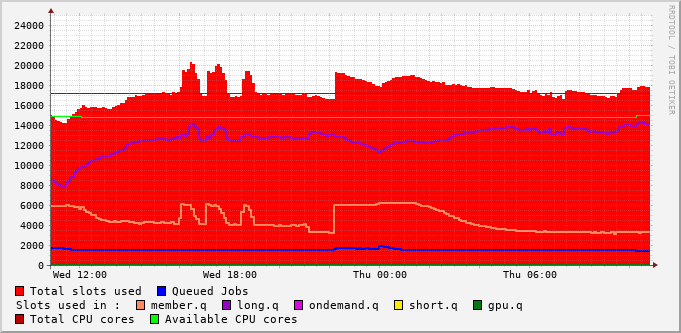 RRDTOOL / TOBI OETIKER
24000
22000
20000
18000
16000
14000
12000
10000
8000
6000
4000
2000
0
Wed 12:00 Wed 18:00 Thu 00:00 Thu 06:00
Total slots used Queued Jobs
Slots used in : member.q long.q ondemand.q short.q gpu.q
Total CPU cores Available CPU cores